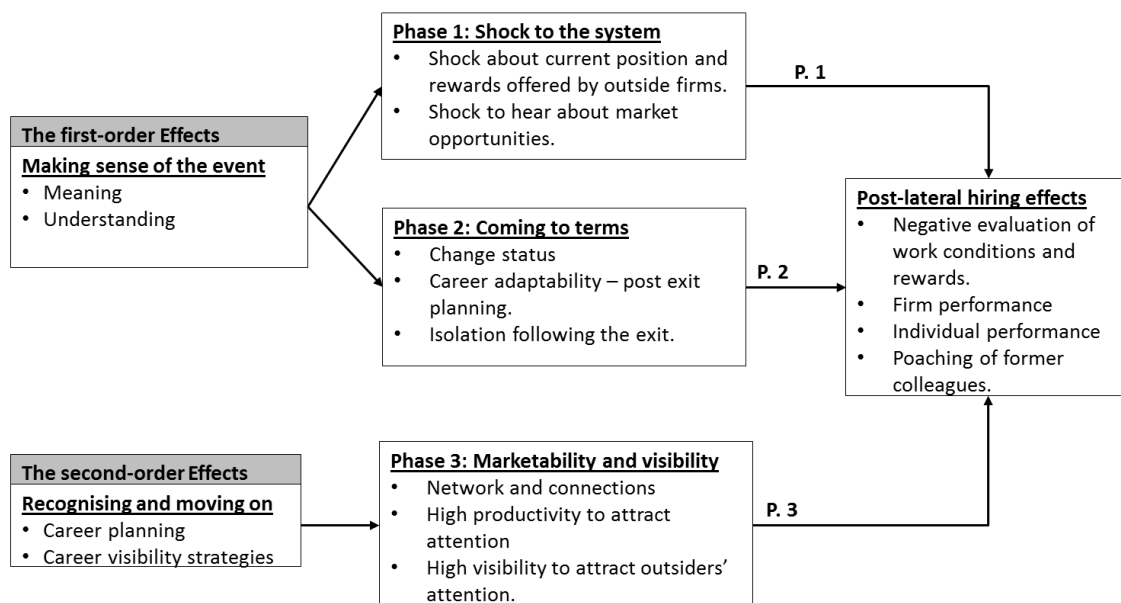 The first-order Effects
Making sense of the event
• Meaning
• Understanding
Phase 1: Shock to the system
• Shock about current position and
rewards offered by outside firms.
• Shock to hear about market
opportunities.
P. 1
Phase 2: Coming to terms
• Change status
• Career adaptability – post exit
planning.
• Isolation following the exit.
P. 2
Post-lateral hiring effects
• Negative evaluation of
work conditions and
rewards.
• Firm performance
• Individual performance
• Poaching of former
colleagues.
The second-order Effects
Recognising and moving on
• Career planning
• Career visibility strategies
Phase 3: Marketability and visibility
• Network and connections
• High productivity to attract
attention
• High visibility to attract outsiders’
attention.
P. 3